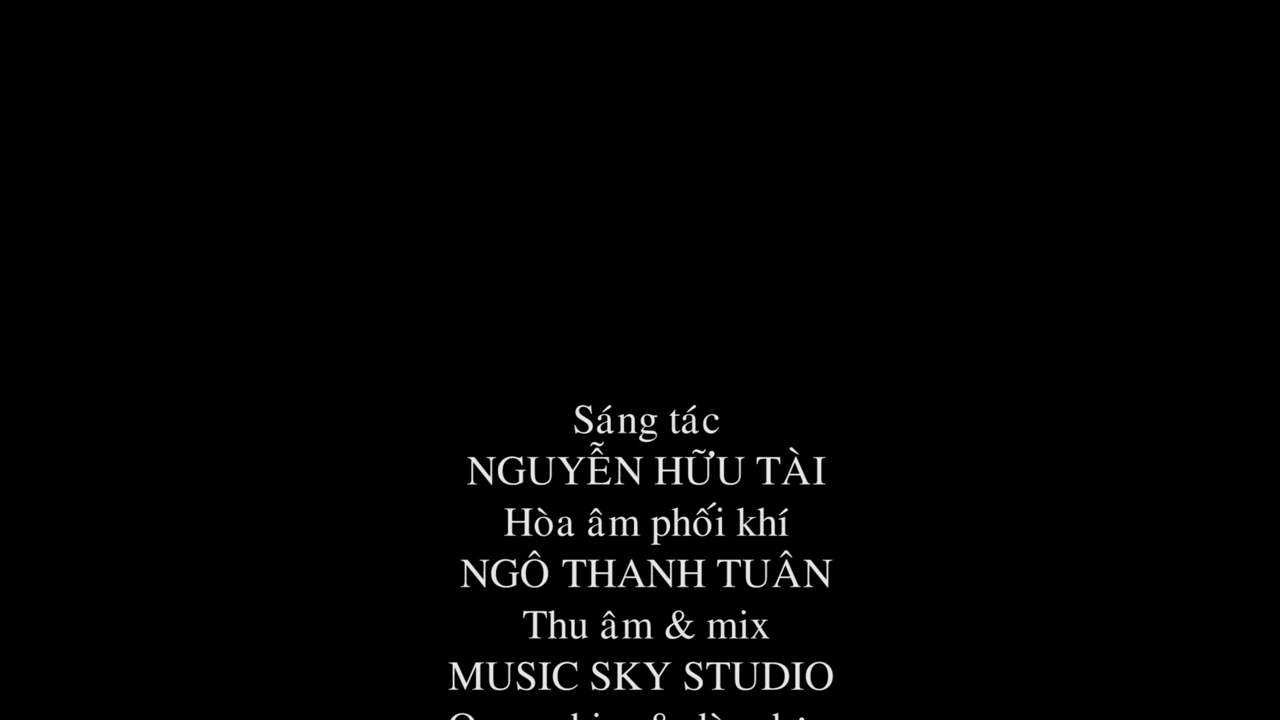 Sáng tác
NGUYỄN HỮU TÀI
Hòa âm phối khí
NGÔ THANH TUÂN
Thu âm & mix
MUSIC SKY STUDIO